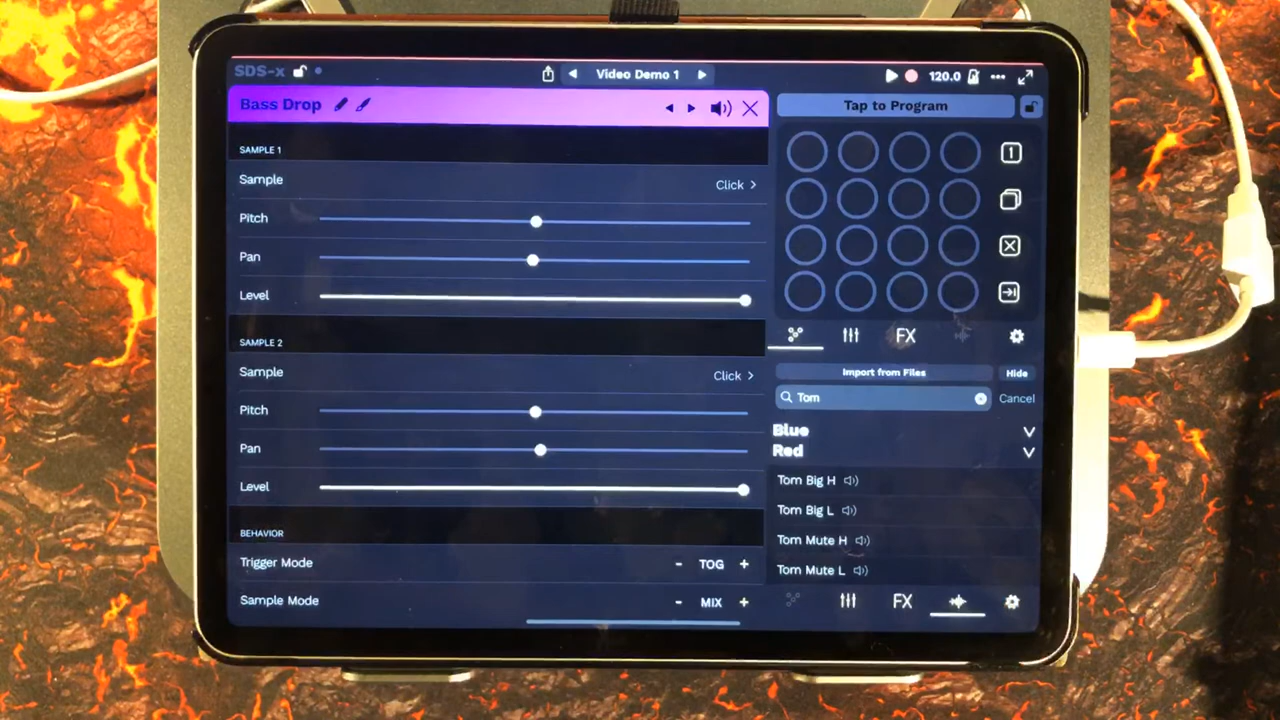 SDS-x
Video Demo 1
120.0
Bass Drop
Tap to Program
SAMPLE 1
1
Sample
Click
Pitch
Pan
Level
SAMPLE 2
FX
Sample
Click
Import from Files
Hide
Tom
Cancel
Pitch
Blue
Pan
Red
Level
Tom Big H
Tom Big L
BEHAVIOR
Tom Mute H
Trigger Mode
- TOG +
Tom Mute L
Sample Mode
- MIX +
FX